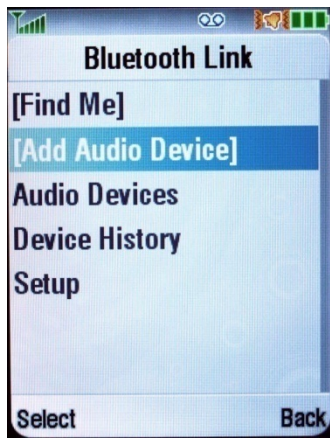 Bluetooth Link
[Find Me]
[Add Audio Device]
Audio Devices
Device History
Setup
Select Back